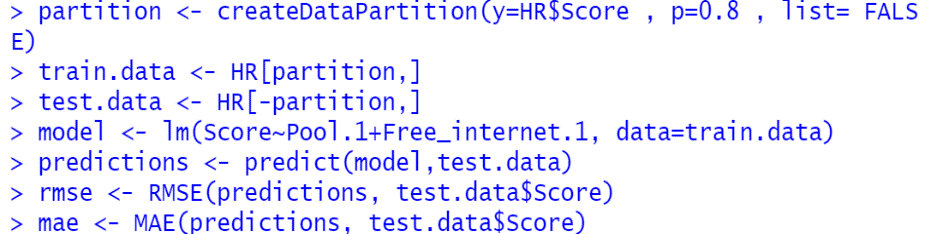 > partition <- createDataPartition(y=HR$Score , p=0.8 , list= FALS
E)
> train.data <- HR[partition,]
> test.data <- HR[-partition,]
> model <- lm(Score~Pool.1+Free_internet.1, data=train.data)
> predictions <- predict(model,test.data)
> rmse <- RMSE(predictions, test.data$Score)
> mae <- MAE(predictions, test.data$Score)